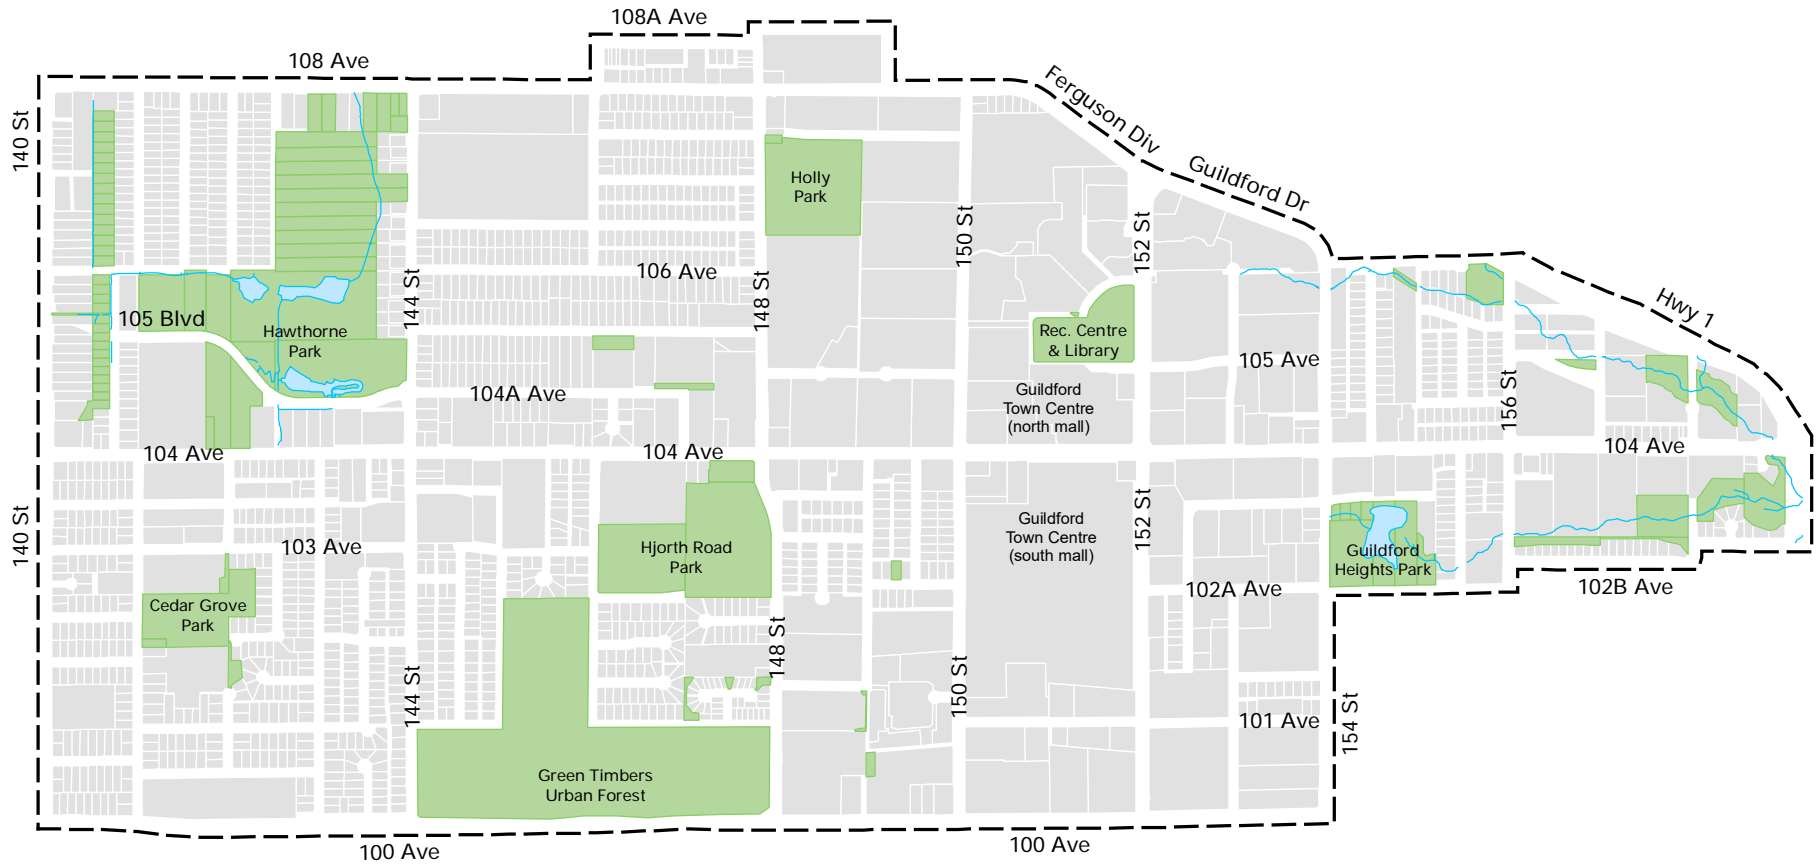 108A Ave
108 Ave
Ferguson Div
140 St
Guildford Dr
Holly
Park
150 St
152 St
106 Ave
144 St
148 St
Hwy 1
105 Blvd
Hawthorne
Park
Rec. Centre
& Library
105 Ave
104A Ave
Guildford
Town Centre
(north mall)
156 St
104 Ave
104 Ave
104 Ave
140 St
152 St
Guildford
Town Centre
(south mall)
103 Ave
Hjorth Road
Park
Guildford
Heights Park
102A Ave
102B Ave
Cedar Grove
Park
148 St
150 St
144 St
154 St
101 Ave
Green Timbers
Urban Forest
100 Ave
100 Ave